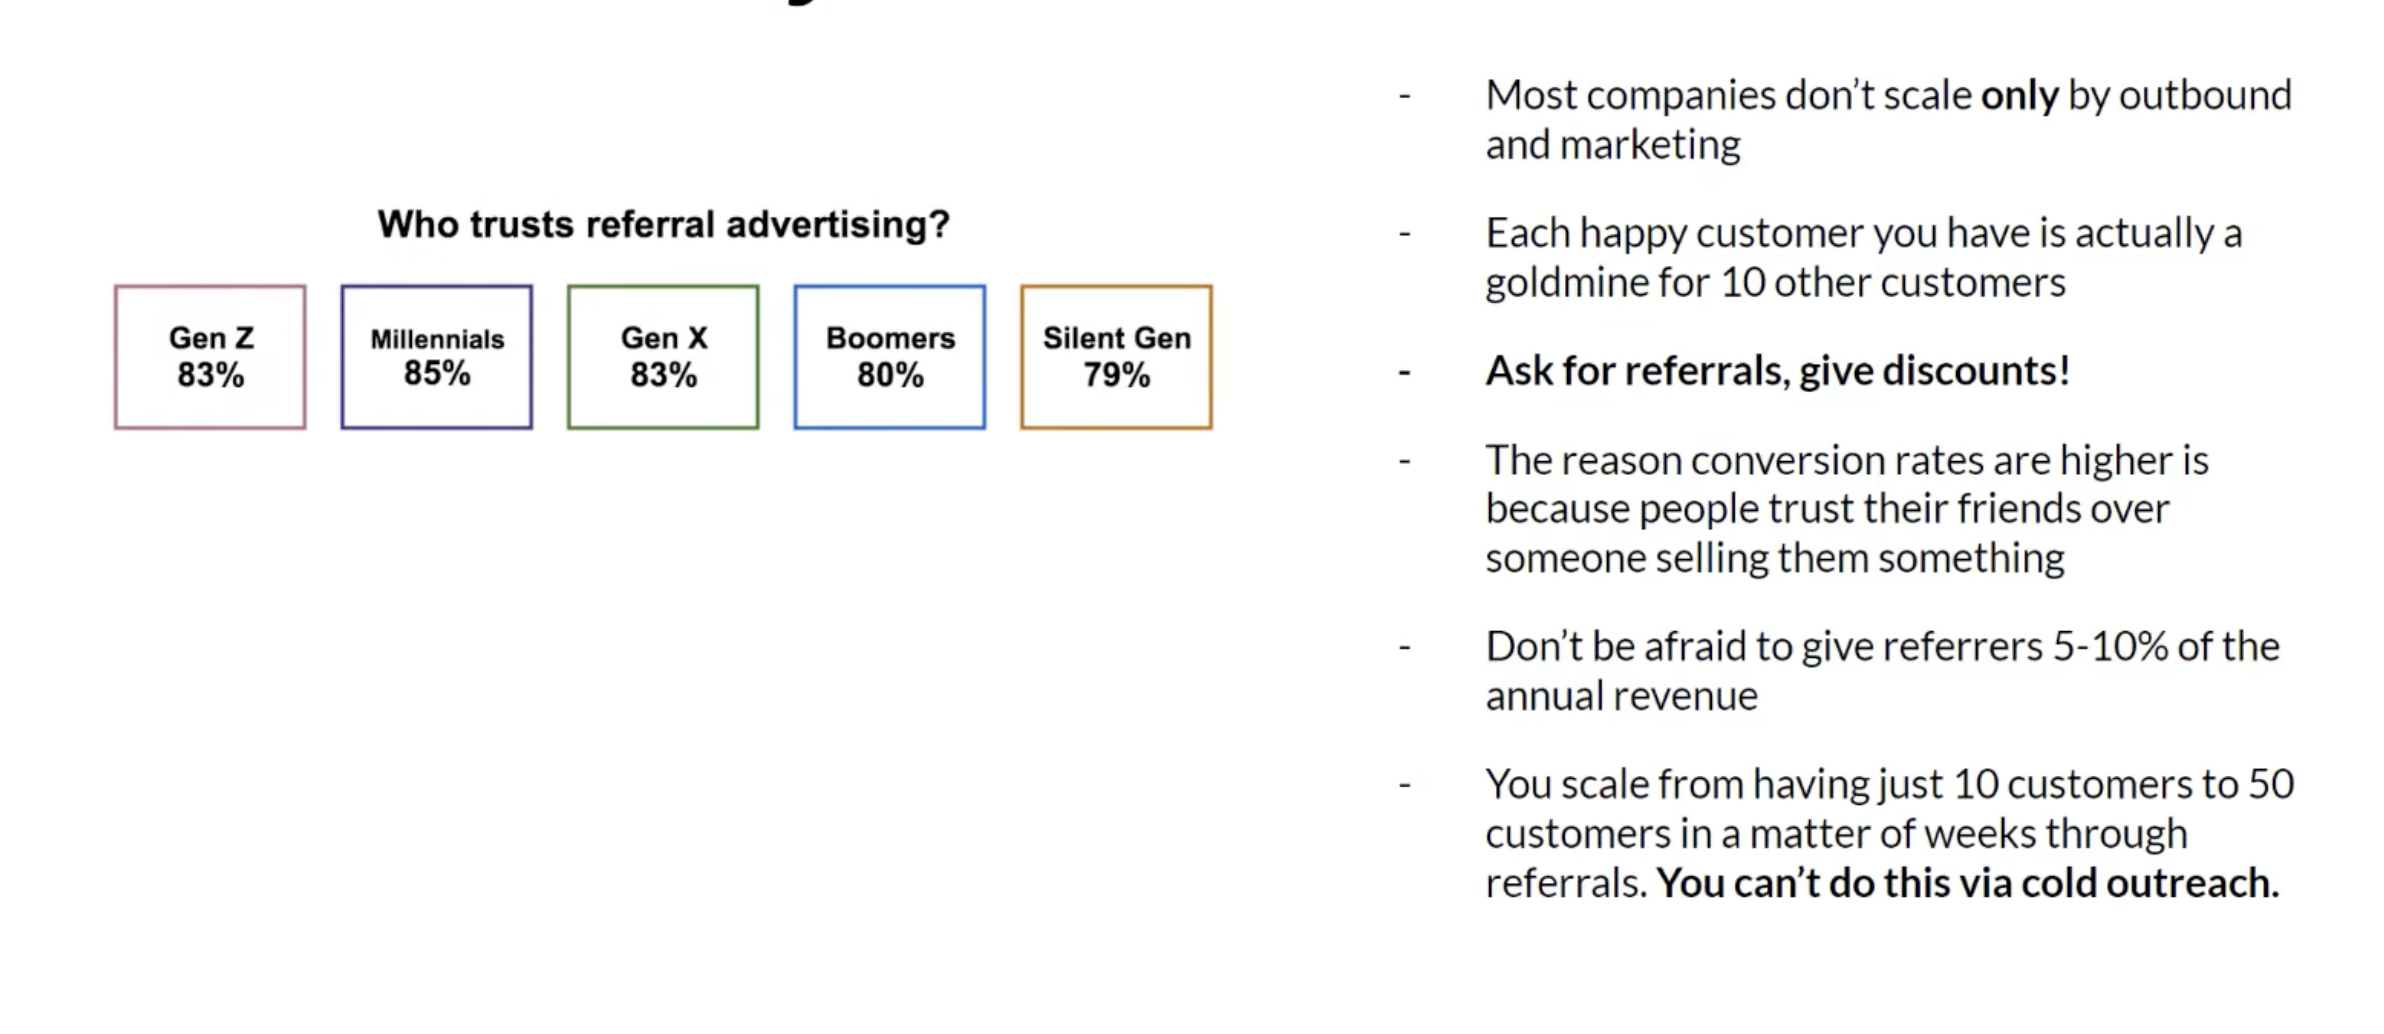 Who trusts referral advertising?
Gen Z
83%
Millennials
85%
Gen X
83%
Boomers
80%
Silent Gen
79%
- Most companies don’t scale only by outbound
and marketing
- Each happy customer you have is actually a
goldmine for 10 other customers
- Ask for referrals, give discounts!
- The reason conversion rates are higher is
because people trust their friends over
someone selling them something
- Don’t be afraid to give referrers 5-10% of the
annual revenue
- You scale from having just 10 customers to 50
customers in a matter of weeks through
referrals. You can’t do this via cold outreach.